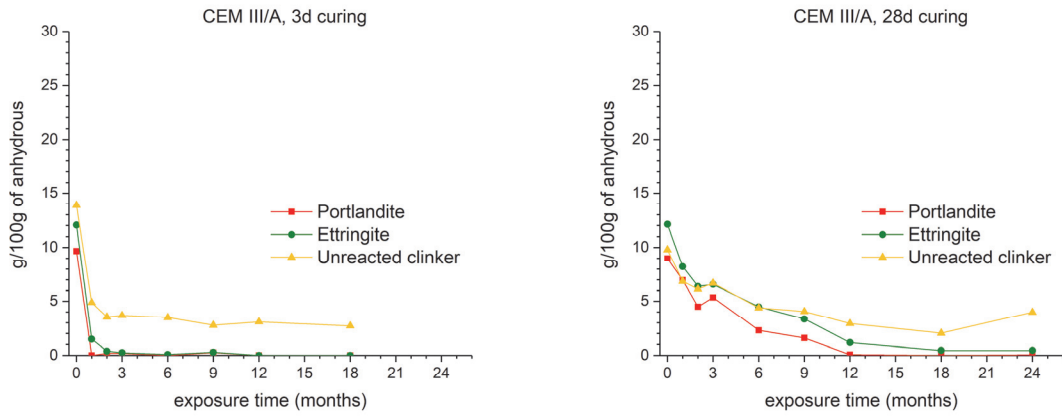 CEM III/A, 3d curing
30
25
20
15
10
5
0
g/100g of anhydrous
Portlandite
Ettringite
Unreacted clinker
0 3 6 9 12 15 18 21 24
exposure time (months)
CEM III/A, 28d curing
30
25
20
15
10
5
0
g/100g of anhydrous
Portlandite
Ettringite
Unreacted clinker
0 3 6 9 12 15 18 21 24
exposure time (months)